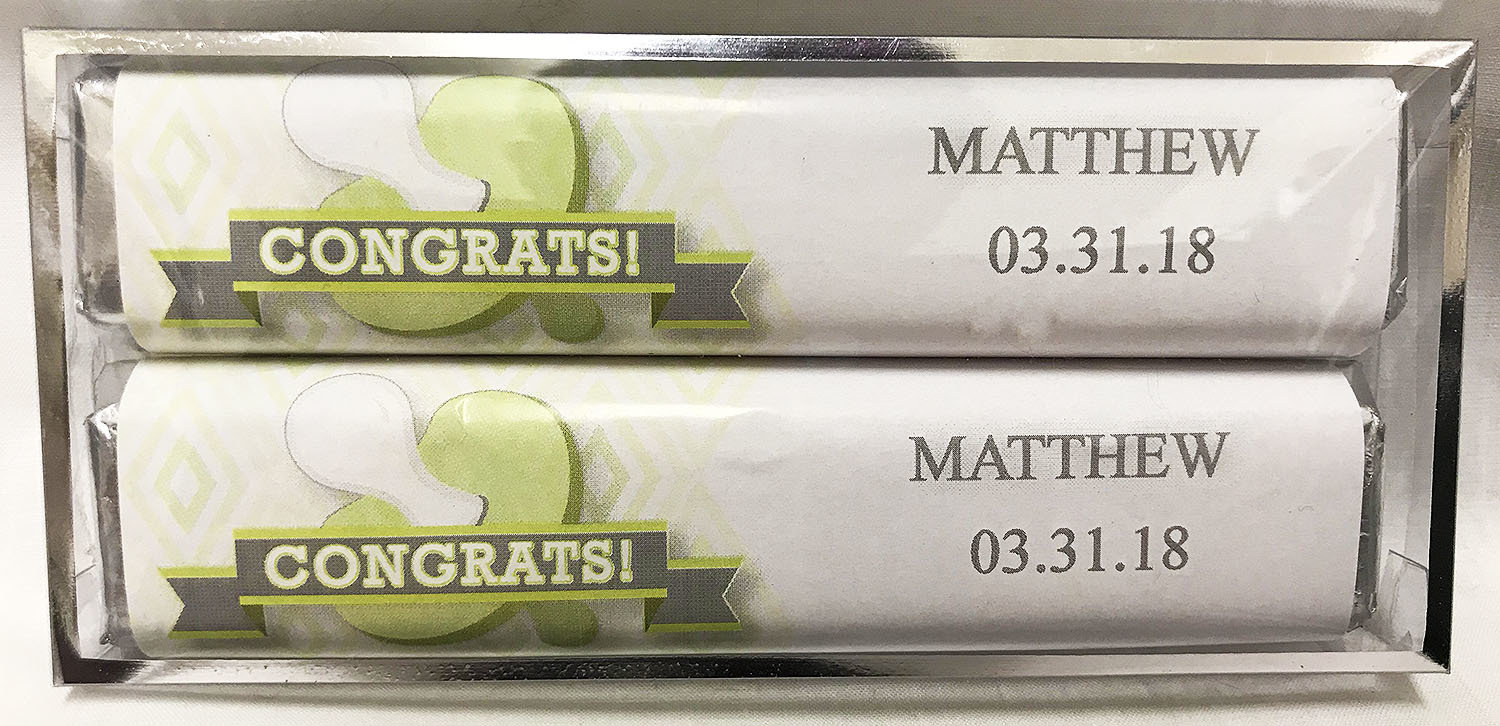 CONGRATS!
MATTHEW
03.31.18
CONGRATS!
MATTHEW
03.31.18